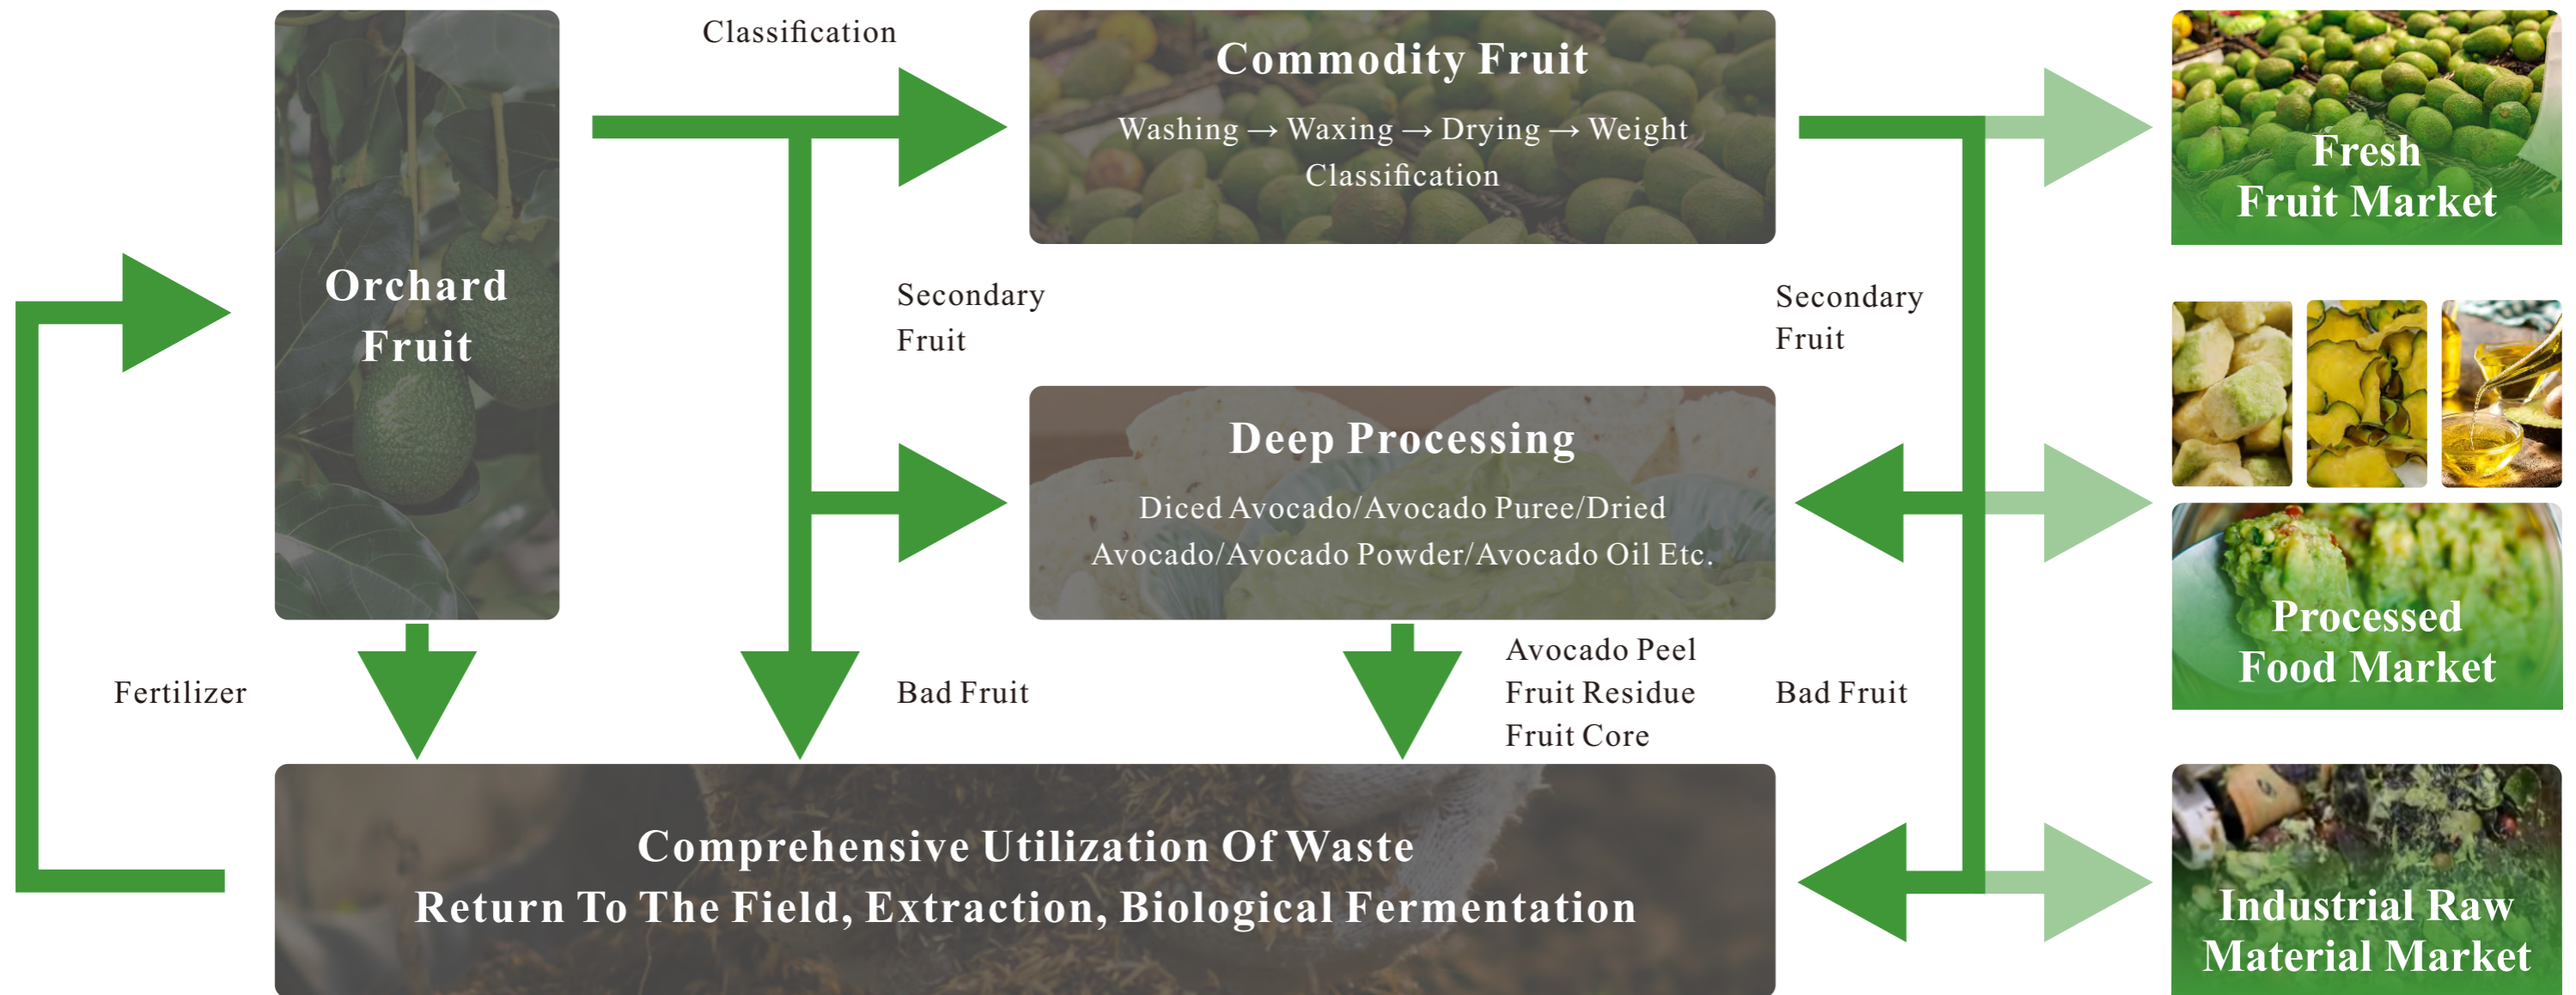 Classification
Commodity Fruit
Washing → Waxing → Drying → Weight
Classification
Fresh
Fruit Market
Orchard
Fruit
Secondary
Fruit
Secondary
Fruit
Deep Processing
Diced Avocado/Avocado Puree/Dried
Avocado/Avocado Powder/Avocado Oil Etc.
Processed
Food Market
Fertilizer
Bad Fruit
Avocado Peel
Fruit Residue
Fruit Core
Bad Fruit
Comprehensive Utilization Of Waste
Return To The Field, Extraction, Biological Fermentation
Industrial Raw
Material Market